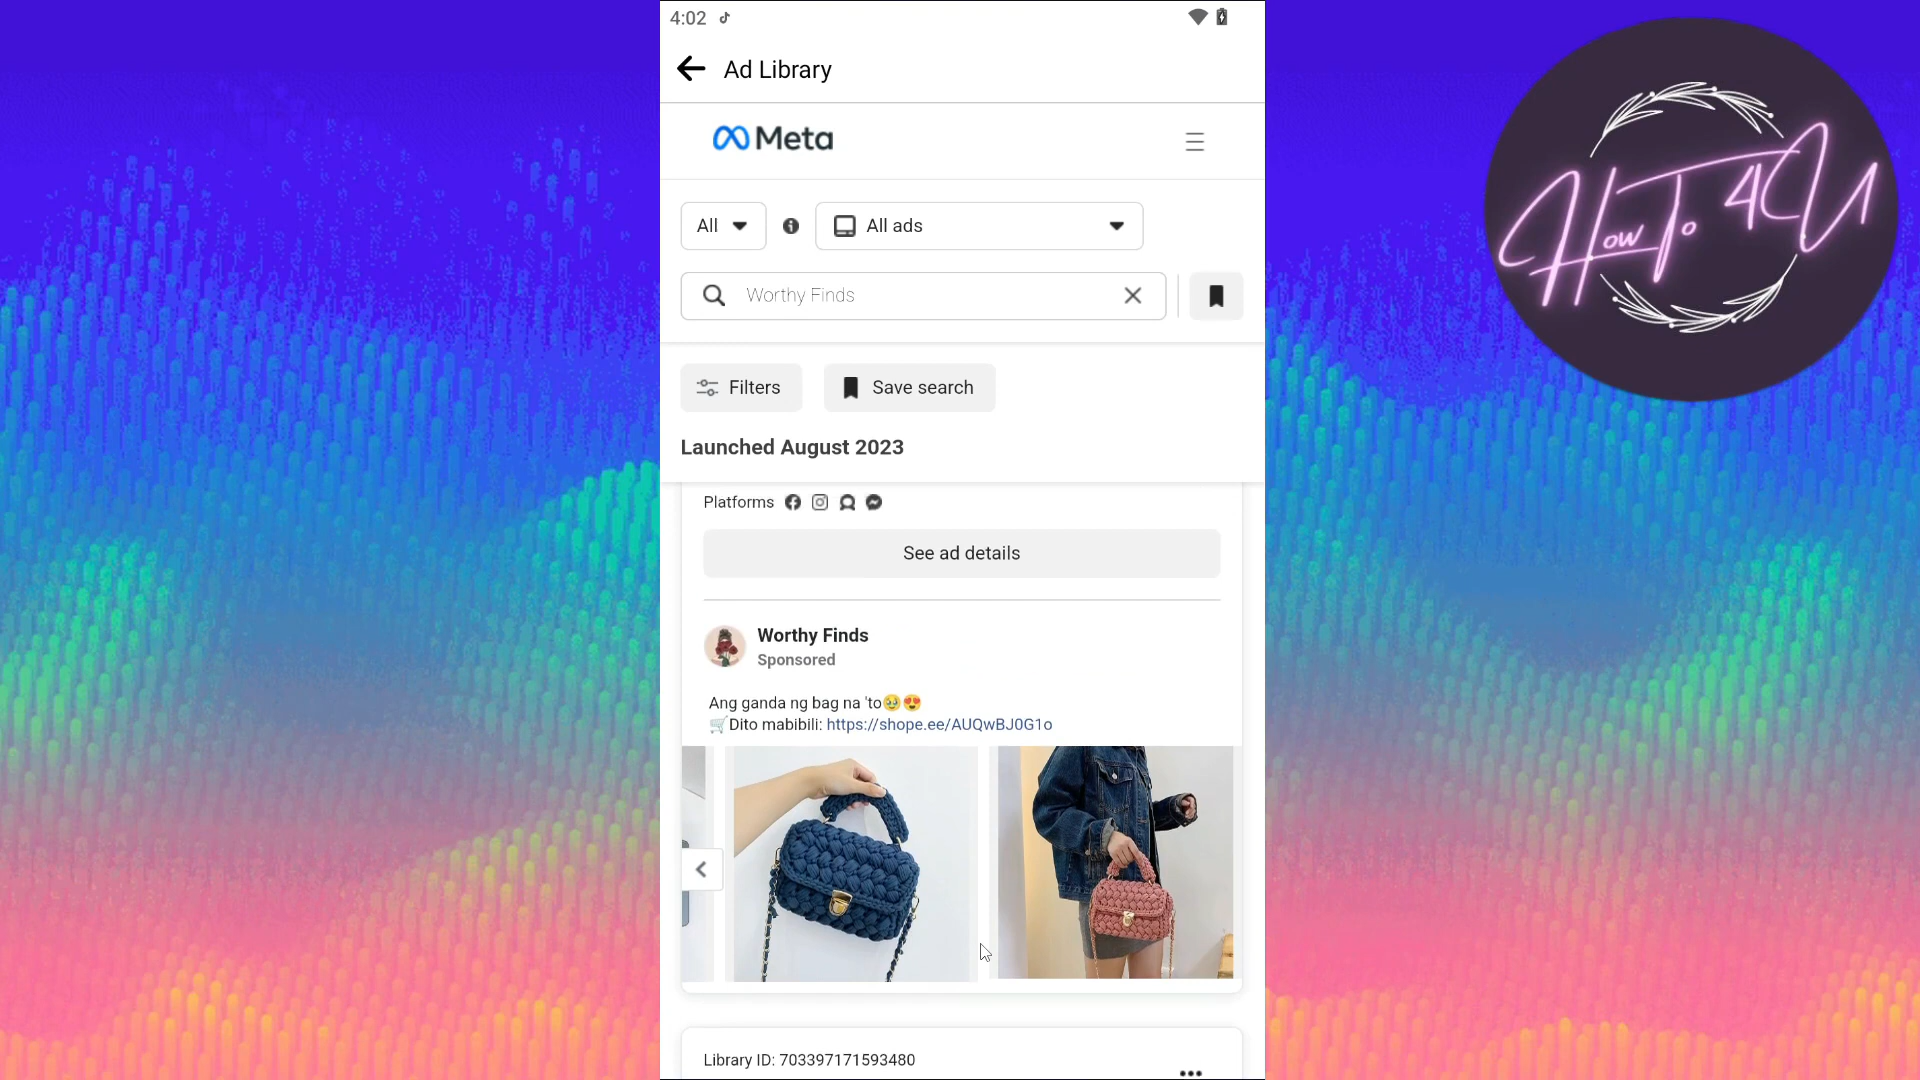 4:02
Ad Library
Meta
All
All ads
Worthy Finds
Filters
Save search
Launched August 2023
Platforms
See ad details
Worthy Finds
Sponsored
Ang ganda ng bag na 'to🥹😍
🛒Dito mabibili: https://shope.ee/AUQwBJ0G1o
Library ID: 703397171593480
How To 4U